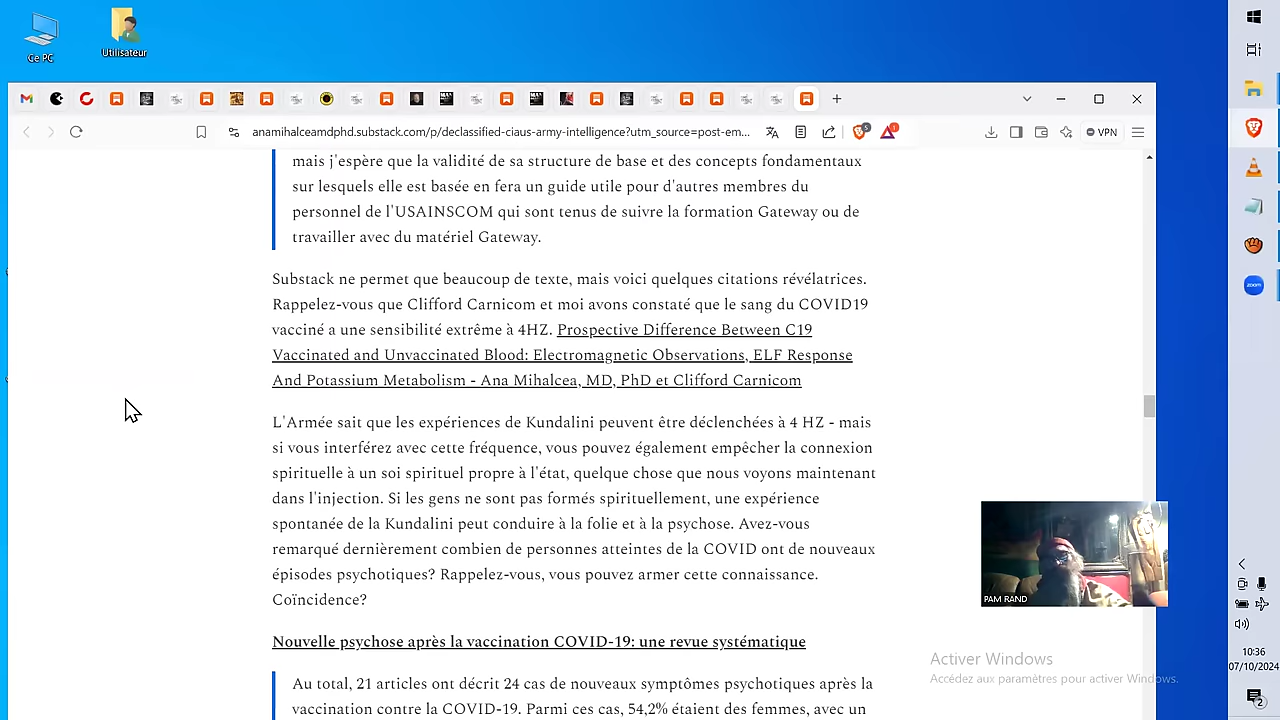 Ce PC
Utilisateur
anamihalceamdphd.substack.com/p/declassified-ciaus-army-intelligence?utm_source=post-em...
VPN
mais j'espère que la validité de sa structure de base et des concepts fondamentaux
sur lesquels elle est basée en fera un guide utile pour d'autres membres du
personnel de l'USAINSCOM qui sont tenus de suivre la formation Gateway ou de
travailler avec du matériel Gateway.
Substack ne permet que beaucoup de texte, mais voici quelques citations révélatrices.
Rappelez-vous que Clifford Carnicom et moi avons constaté que le sang du COVID19
vacciné a une sensibilité extrême à 4HZ. Prospective Difference Between C19
Vaccinated and Unvaccinated Blood: Electromagnetic Observations, ELF Response
And Potassium Metabolism - Ana Mihalcea, MD, PhD et Clifford Carnicom
L'Armée sait que les expériences de Kundalini peuvent être déclenchées à 4 HZ - mais
si vous interférez avec cette fréquence, vous pouvez également empêcher la connexion
spirituelle à un soi spirituel propre à l'état, quelque chose que nous voyons maintenant
dans l'injection. Si les gens ne sont pas formés spirituellement, une expérience
spontanée de la Kundalini peut conduire à la folie et à la psychose. Avez-vous
remarqué dernièrement combien de personnes atteintes de la COVID ont de nouveaux
épisodes psychotiques? Rappelez-vous, vous pouvez armer cette connaissance.
Coïncidence?
Nouvelle psychose après la vaccination COVID-19: une revue systématique
Au total, 21 articles ont décrit 24 cas de nouveaux symptômes psychotiques après la
vaccination contre la COVID-19. Parmi ces cas, 54,2% étaient des femmes, avec un
PAM RAND
Activer Windows
Accédez aux paramètres pour activer Windows.
zoom
10:36
07/10/2024
2